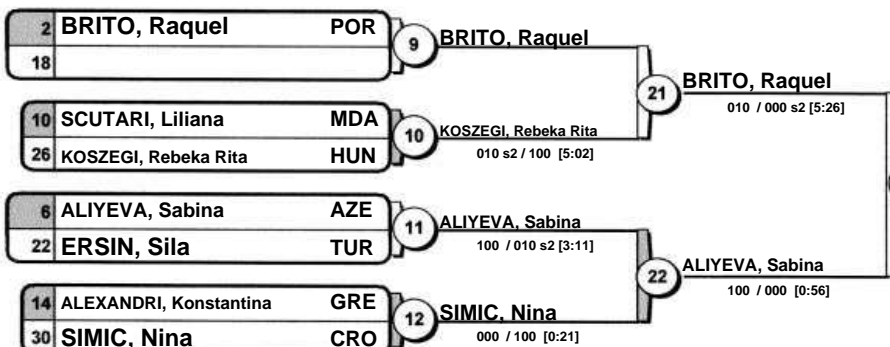 2 BRITO, Raquel POR
18
9
BRITO, Raquel
10 SCUTARI, Liliana MDA
26 KOSZEGI, Rebeka Rita HUN
10
KOSZEGI, Rebeka Rita
010 s2 / 100 [5:02]
21
BRITO, Raquel
010 / 000 s2 [5:26]
6 ALIYEVA, Sabina AZE
22 ERSIN, Sila TUR
11
ALIYEVA, Sabina
100 / 010 s2 [3:11]
14 ALEXANDRI, Konstantina GRE
30 SIMIC, Nina CRO
12
SIMIC, Nina
000 / 100 [0:21]
22
ALIYEVA, Sabina
100 / 000 [0:56]